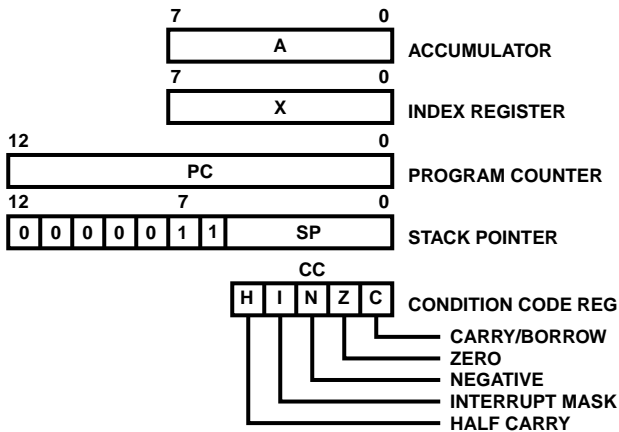 7 0
A ACCUMULATOR
7 0
X INDEX REGISTER
12 0
PC PROGRAM COUNTER
12 7 0
0 0 0 0 0 1 1 SP STACK POINTER
CC
H I N Z C CONDITION CODE REG
CARRY/BORROW
ZERO
NEGATIVE
INTERRUPT MASK
HALF CARRY